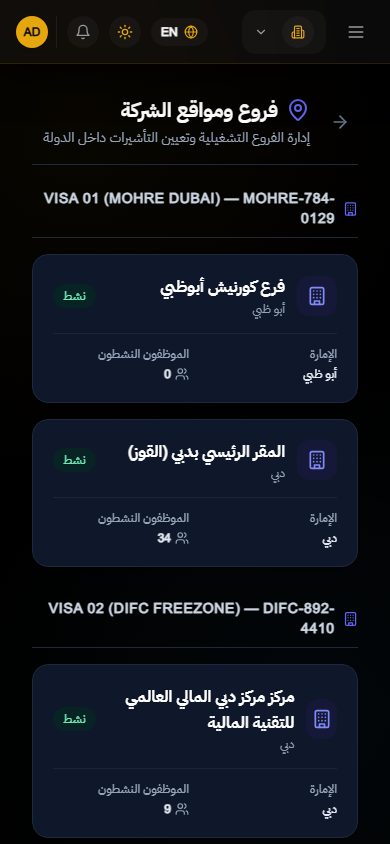 AD
EN
فروع ومواقع الشركة
إدارة الفروع التشغيلية وتعيين التأشيرات داخل الدولة
VISA 01 (MOHRE DUBAI) — MOHRE-784-
0129
فرع كورنيش أبوظبي
أبو ظبي
نشط
الإمارة
أبو ظبي
الموظفون النشطون
0
المقر الرئيسي بدبي (القوز)
دبي
نشط
الإمارة
دبي
الموظفون النشطون
34
VISA 02 (DIFC FREEZONE) — DIFC-892-
4410
مركز مركز دبي المالي العالمي
للتقنية المالية
دبي
نشط
الإمارة
دبي
الموظفون النشطون
9